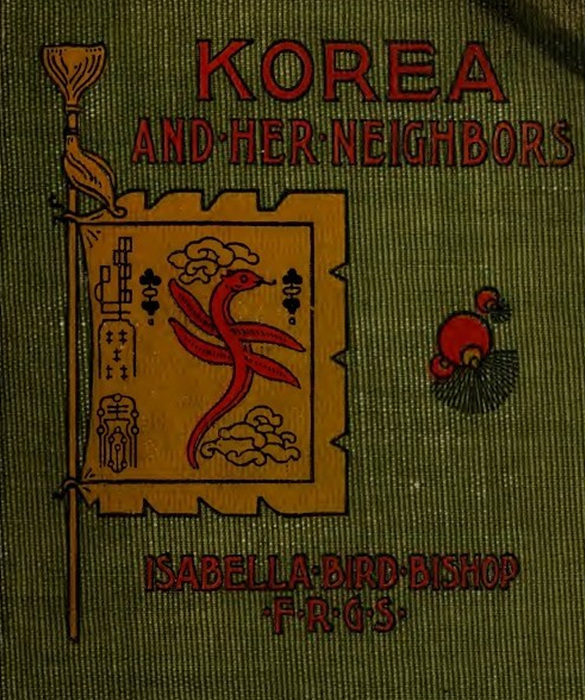 KOREA
AND·HER·NEIGHBORS
ISABELLA·BIRD·BISHOP
·F·R·G·S·